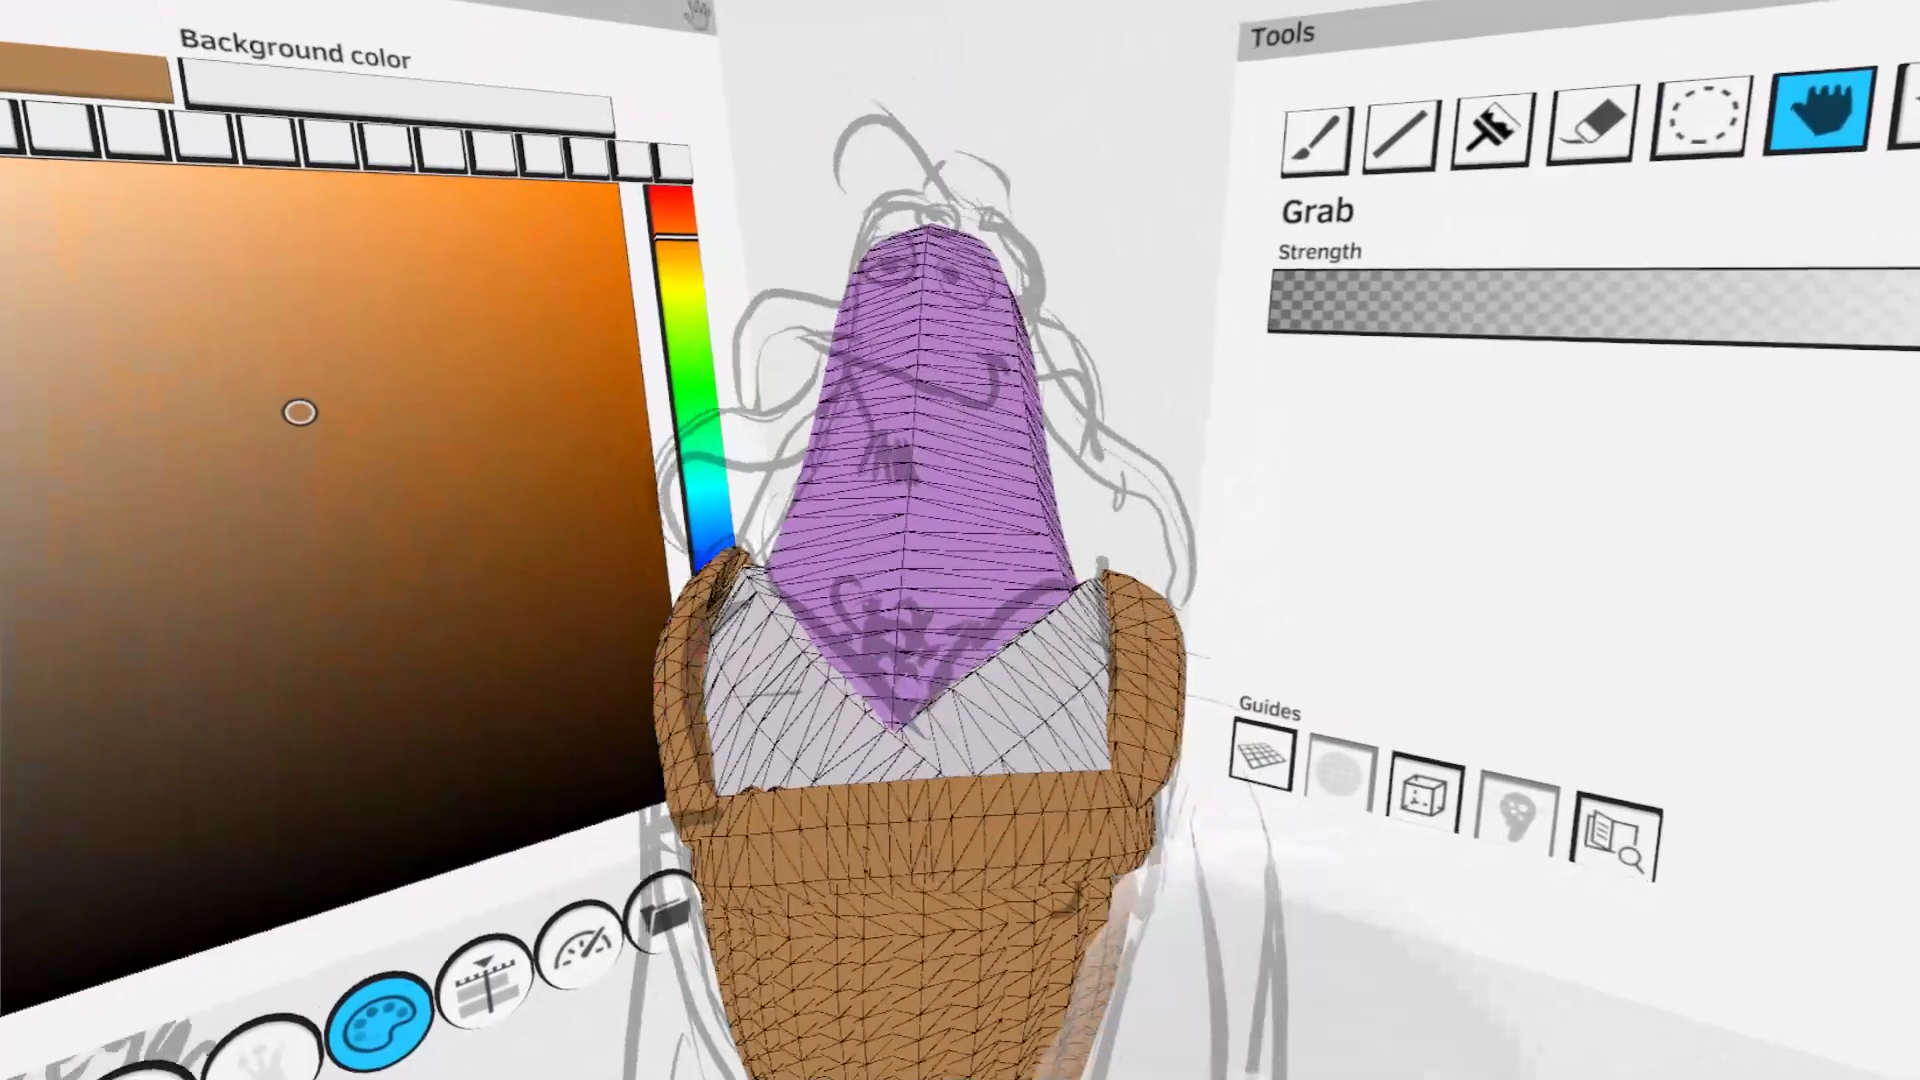 Background color
Tools
Grab
Strength
Guides